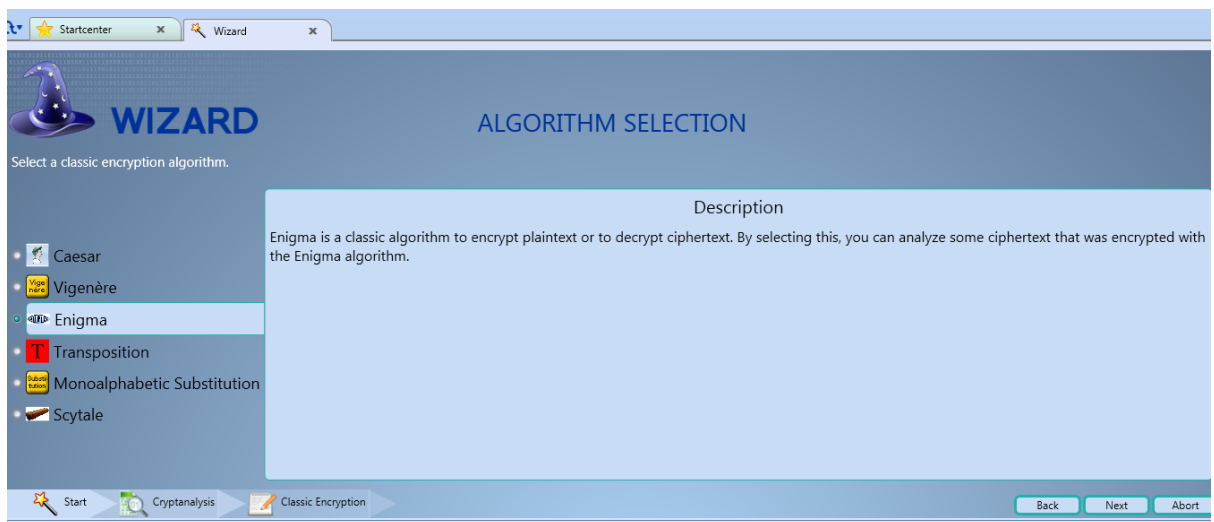 Startcenter x Wizard x
WIZARD
ALGORITHM SELECTION
Select a classic encryption algorithm.
Description
Enigma is a classic algorithm to encrypt plaintext or to decrypt ciphertext. By selecting this, you can analyze some ciphertext that was encrypted with
the Enigma algorithm.
Caesar
Vigenère
Enigma
T Transposition
Monoalphabetic Substitution
Scytale
Start Cryptanalysis Classic Encryption Back Next Abort